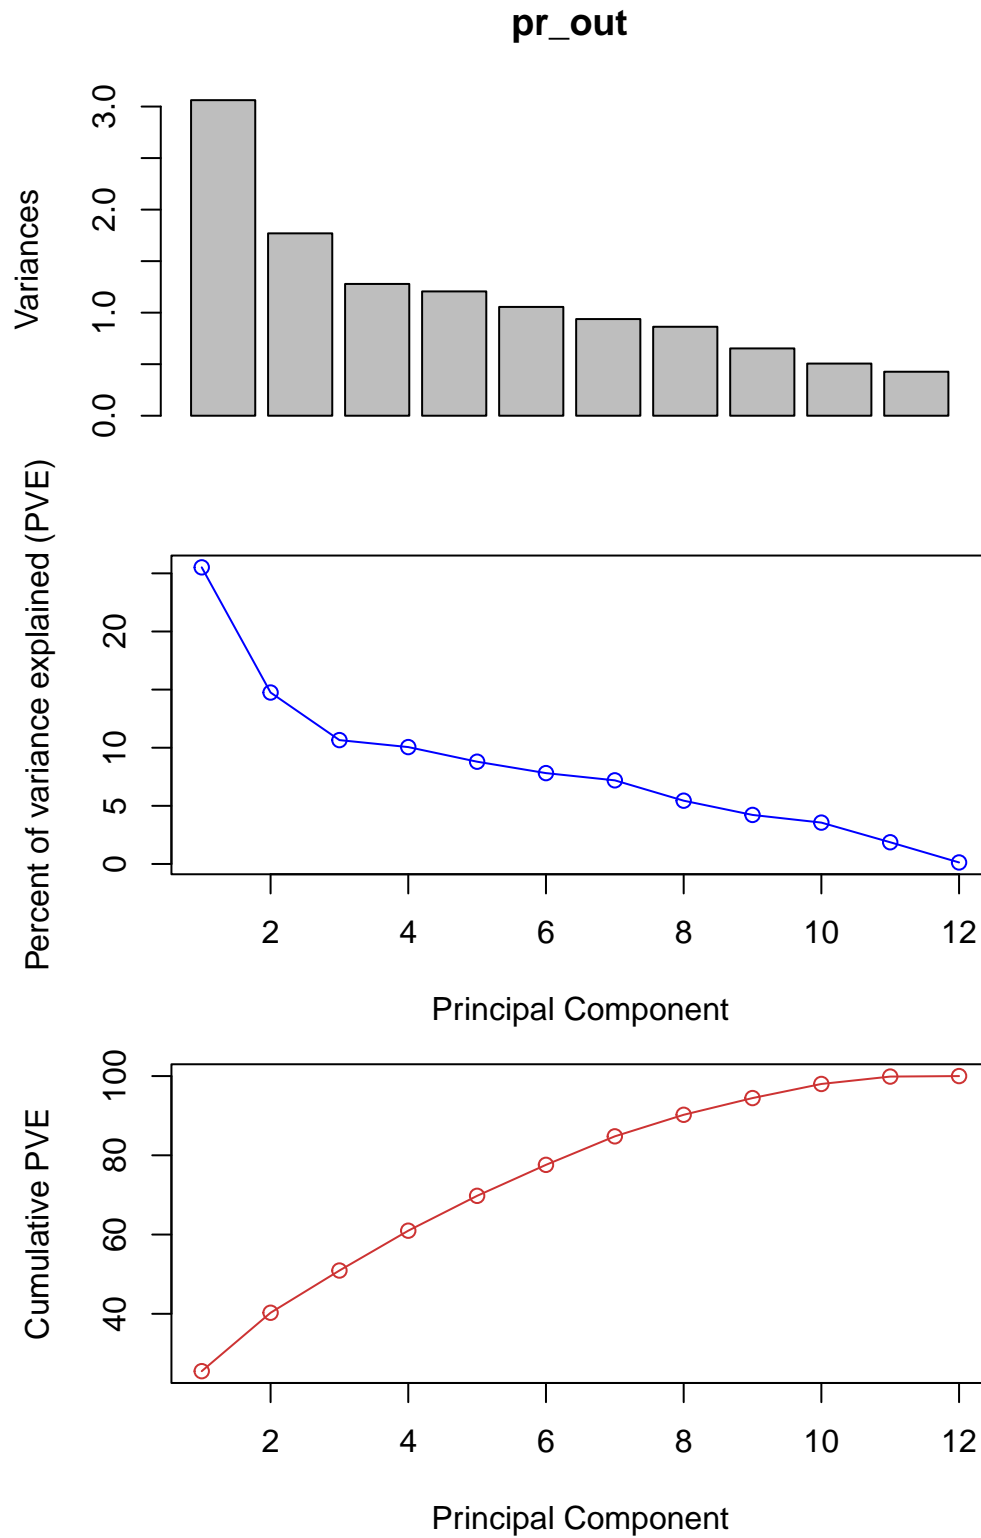 pr_out
Variances
3.0
2.0
1.0
0.0
Percent of variance explained (PVE)
20
10
5
0
2 4 6 8 10 12
Principal Component
Cumulative PVE
100
80
60
40
2 4 6 8 10 12
Principal Component